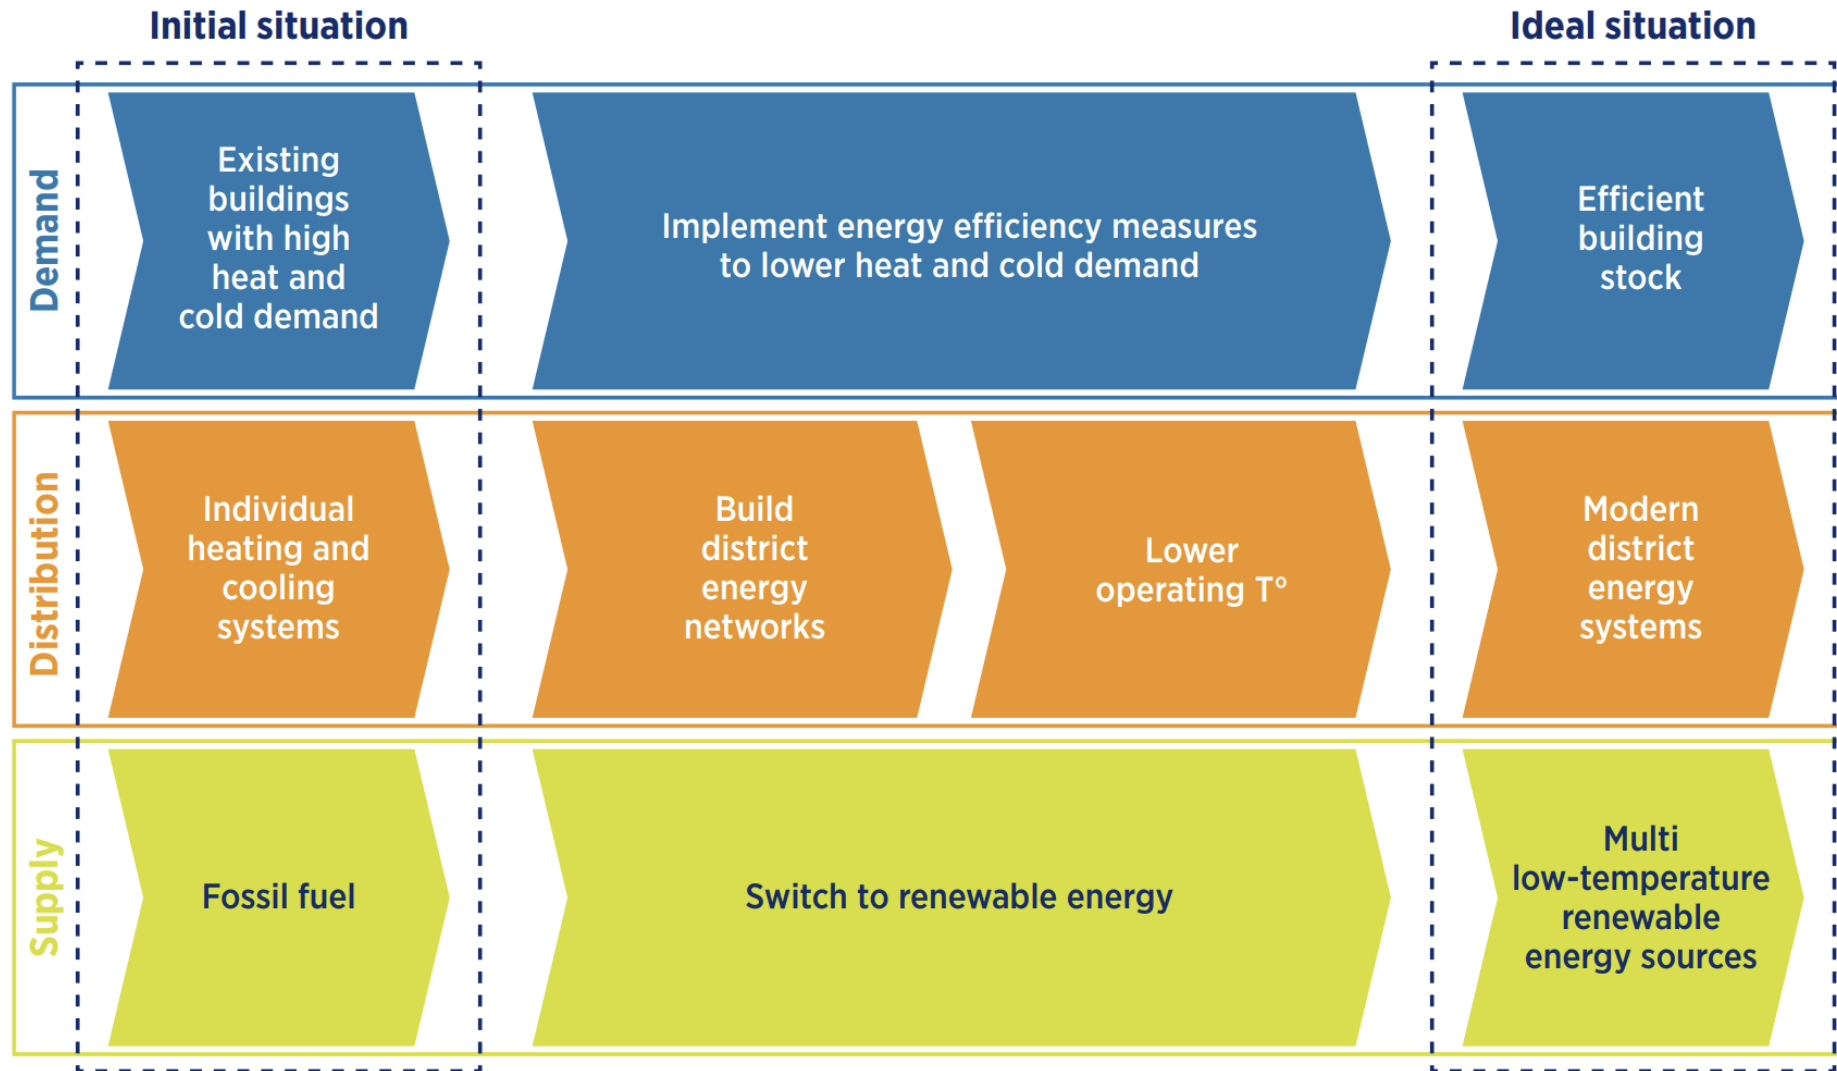 Initial situation
Ideal situation
Demand
Existing
buildings
with high
heat and
cold demand
Implement energy efficiency measures
to lower heat and cold demand
Efficient
building
stock
Distribution
Individual
heating and
cooling
systems
Build
district
energy
networks
Lower
operating T°
Modern
district
energy
systems
Supply
Fossil fuel
Switch to renewable energy
Multi
low-temperature
renewable
energy sources